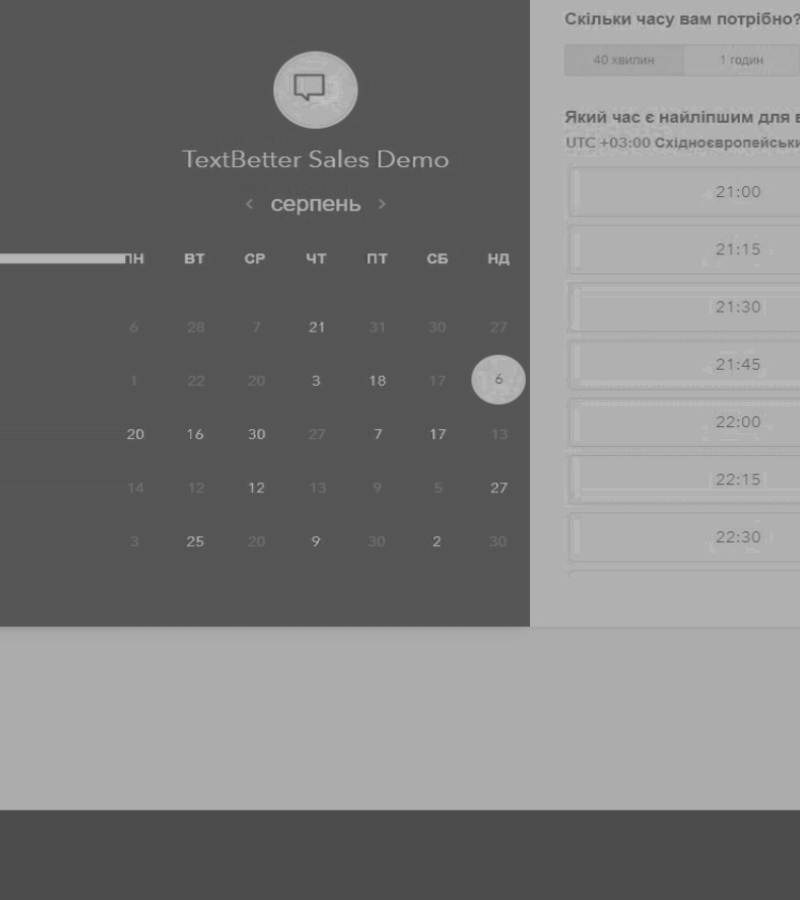 TextBetter Sales Demo
‹ серпень ›
ПН ВТ СР ЧТ ПТ СБ НД
6 28 7 21 31 30 27
1 22 20 3 18 17 6
20 16 30 27 7 17 13
14 12 12 13 9 5 27
3 25 20 9 30 2 30
Скільки часу вам потрібно?
40 хвилин 1 годин
Який час є найліпшим для в
UTC +03:00 Східноєвропейськи
21:00
21:15
21:30
21:45
22:00
22:15
22:30